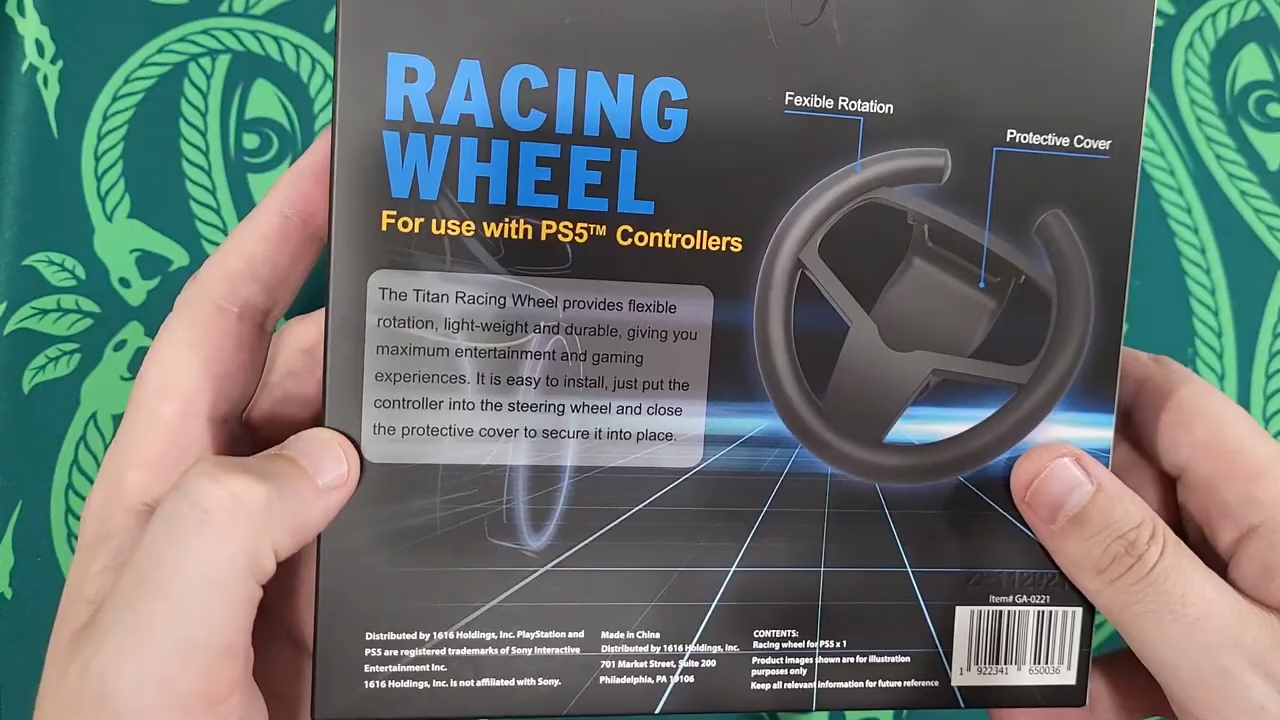 RACING
WHEEL
For use with PS5™ Controllers
Fexible Rotation
Protective Cover
The Titan Racing Wheel provides flexible
rotation, light-weight and durable, giving you
maximum entertainment and gaming
experiences. It is easy to install, just put the
controller into the steering wheel and close
the protective cover to secure it into place.
Distributed by 1616 Holdings, Inc. PlayStation and
PS5 are registered trademarks of Sony Interactive
Entertainment Inc.
1616 Holdings, Inc. is not affiliated with Sony.
Made in China
Distributed by 1616 Holdings, Inc.
701 Market Street, Suite 200
Philadelphia, PA 19106
CONTENTS:
Racing wheel for PS5 x 1
Product images shown are for illustration
purposes only
Keep all relevant information for future reference
Item# GA-0221
1 922341 650036